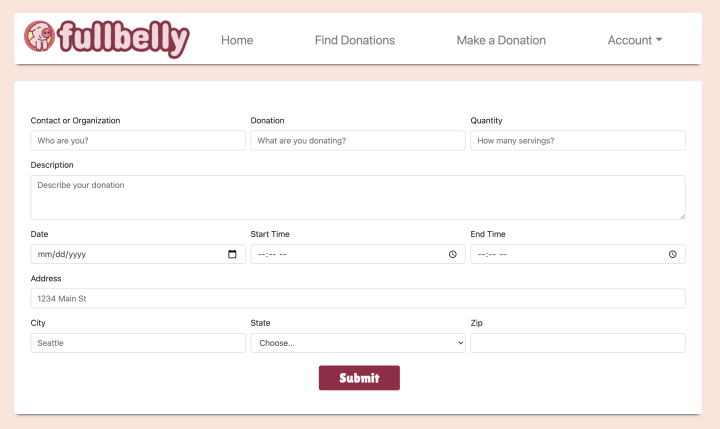 fullbelly Home Find Donations Make a Donation Account
Contact or Organization Donation Quantity
Who are you? What are you donating? How many servings?
Description
Describe your donation
Date Start Time End Time
mm/dd/yyyy --:-- -- --:-- --
Address
1234 Main St
City State Zip
Seattle Choose...
Submit